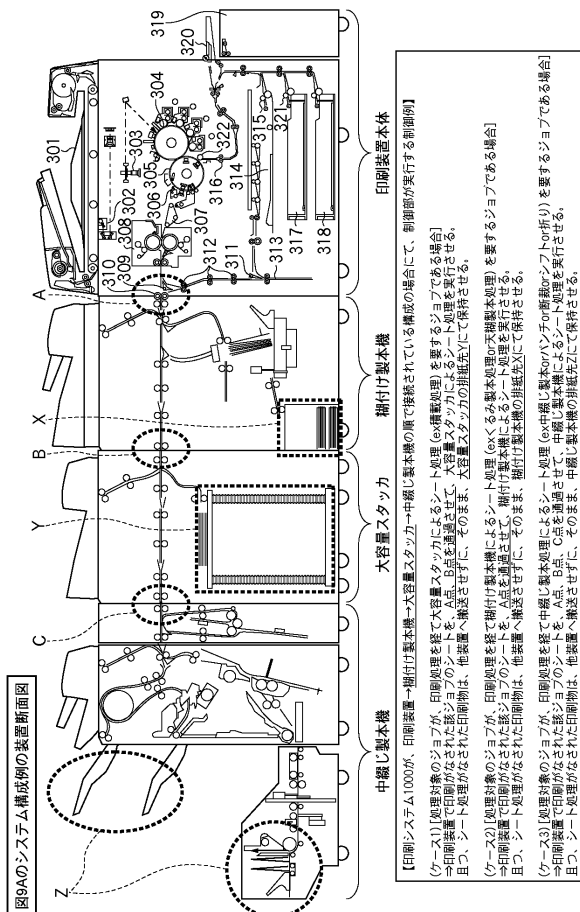 図9Aのシステム構成例の装置断面図
Z
C
Y
B
X
A
301
302
303
304
305
306
307
308
309
310
311
312
313
314
315
316
317
318
319
320
321
322
中綴じ製本機
大容量スタッカ
糊付け製本機
印刷装置本体
【印刷システム1000が、印刷装置→糊付け製本機→大容量スタッカ→中綴じ製本機の順で接続されている構成の場合にて、制御部が実行する制御例】
(ケース1)[処理対象のジョブが、印刷処理を経て大容量スタッカによるシート処理(ex積載処理)を要するジョブである場合]
⇒印刷装置で印刷がなされた該ジョブのシートを、A点、B点を通過させて、大容量スタッカによるシート処理を実行させる。
且つ、シート処理がなされた印刷物は、他装置へ搬送させずに、そのまま、大容量スタッカの排紙先Yにて保持させる。
(ケース2)[処理対象のジョブが、印刷処理を経て糊付け製本機によるシート処理(exくるみ製本処理or天糊製本処理)を要するジョブである場合]
⇒印刷装置で印刷がなされた該ジョブのシートを、A点を通過させて、糊付け製本機によるシート処理を実行させる。
且つ、シート処理がなされた印刷物は、他装置へ搬送させずに、そのまま、糊付け製本機の排紙先Xにて保持させる。
(ケース3)[処理対象のジョブが、印刷処理を経て中綴じ製本処理によるシート処理(ex中綴じ製本orパンチor断裁orシフトor折り)を要するジョブである場合]
⇒印刷装置で印刷がなされた該ジョブのシートを、A点、B点、C点を通過させて、中綴じ製本機によるシート処理を実行させる。
且つ、シート処理がなされた印刷物は、他装置へ搬送させずに、そのまま、中綴じ製本機の排紙先Zにて保持させる。